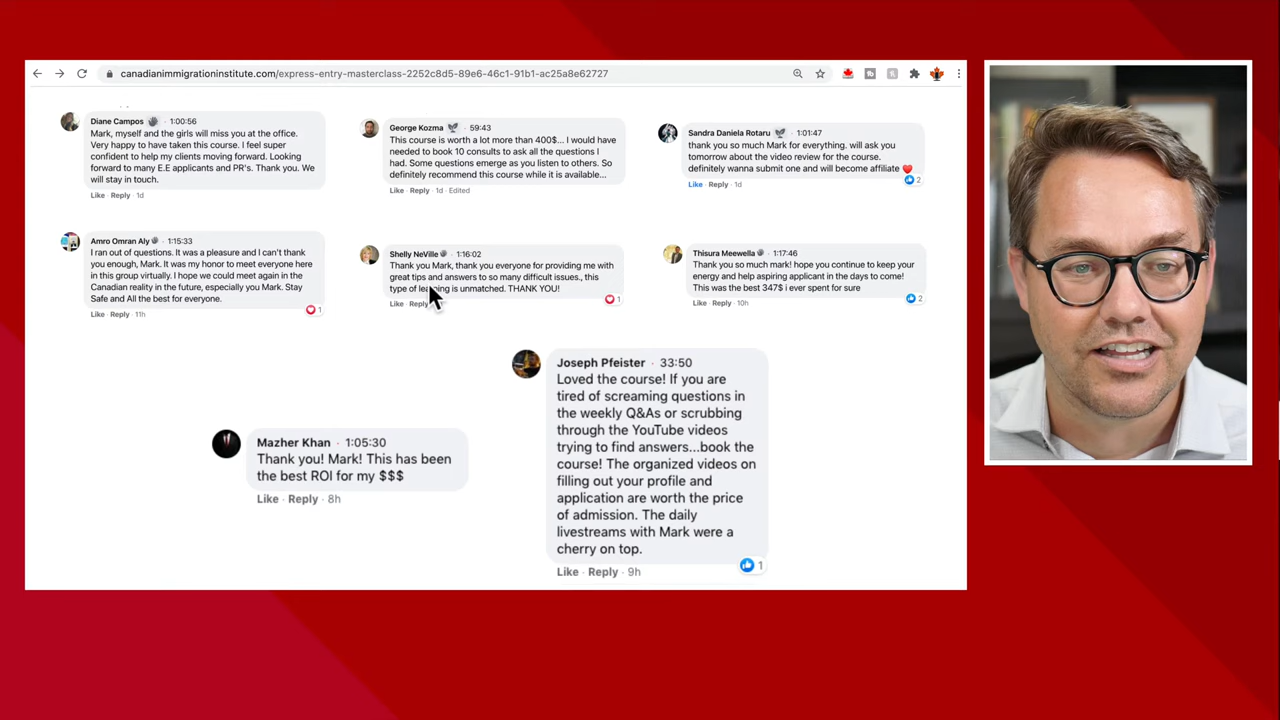 canadianimmigrationinstitute.com/express-entry-masterclass-2252c8d5-89e6-46c1-91b1-ac25a8e62727
Diane Campos · 1:00:56
Mark, myself and the girls will miss you at the office.
Very happy to have taken this course. I feel super
confident to help my clients moving forward. Looking
forward to many E.E applicants and PR's. Thank you. We
will stay in touch.
Like · Reply · 1d
George Kozma · 59:43
This course is worth a lot more than 400$... I would have
needed to book 10 consults to ask all the questions I
had. Some questions emerge as you listen to others. So
definitely recommend this course while it is available...
Like · Reply · 1d · Edited
Sandra Daniela Rotaru · 1:01:47
thank you so much Mark for everything. will ask you
tomorrow about the video review for the course.
definitely wanna submit one and will become affiliate ❤️
2
Like · Reply · 1d
Amro Omran Aly · 1:15:33
I ran out of questions. It was a pleasure and I can't thank
you enough, Mark. It was my honor to meet everyone here
in this group virtually. I hope we could meet again in the
Canadian reality in the future, especially you Mark. Stay
Safe and All the best for everyone.
1
Like · Reply · 11h
Shelly NeVille · 1:16:02
Thank you Mark, thank you everyone for providing me with
great tips and answers to so many difficult issues., this
type of learning is unmatched. THANK YOU!
1
Like · Reply
Thisura Meewella · 1:17:46
Thank you so much mark! hope you continue to keep your
energy and help aspiring applicant in the days to come!
This was the best 347$ i ever spent for sure
2
Like · Reply · 10h
Mazher Khan · 1:05:30
Thank you! Mark! This has been
the best ROI for my $$$
Like · Reply · 8h
Joseph Pfeister · 33:50
Loved the course! If you are
tired of screaming questions in
the weekly Q&As or scrubbing
through the YouTube videos
trying to find answers...book the
course! The organized videos on
filling out your profile and
application are worth the price
of admission. The daily
livestreams with Mark were a
cherry on top.
1
Like · Reply · 9h